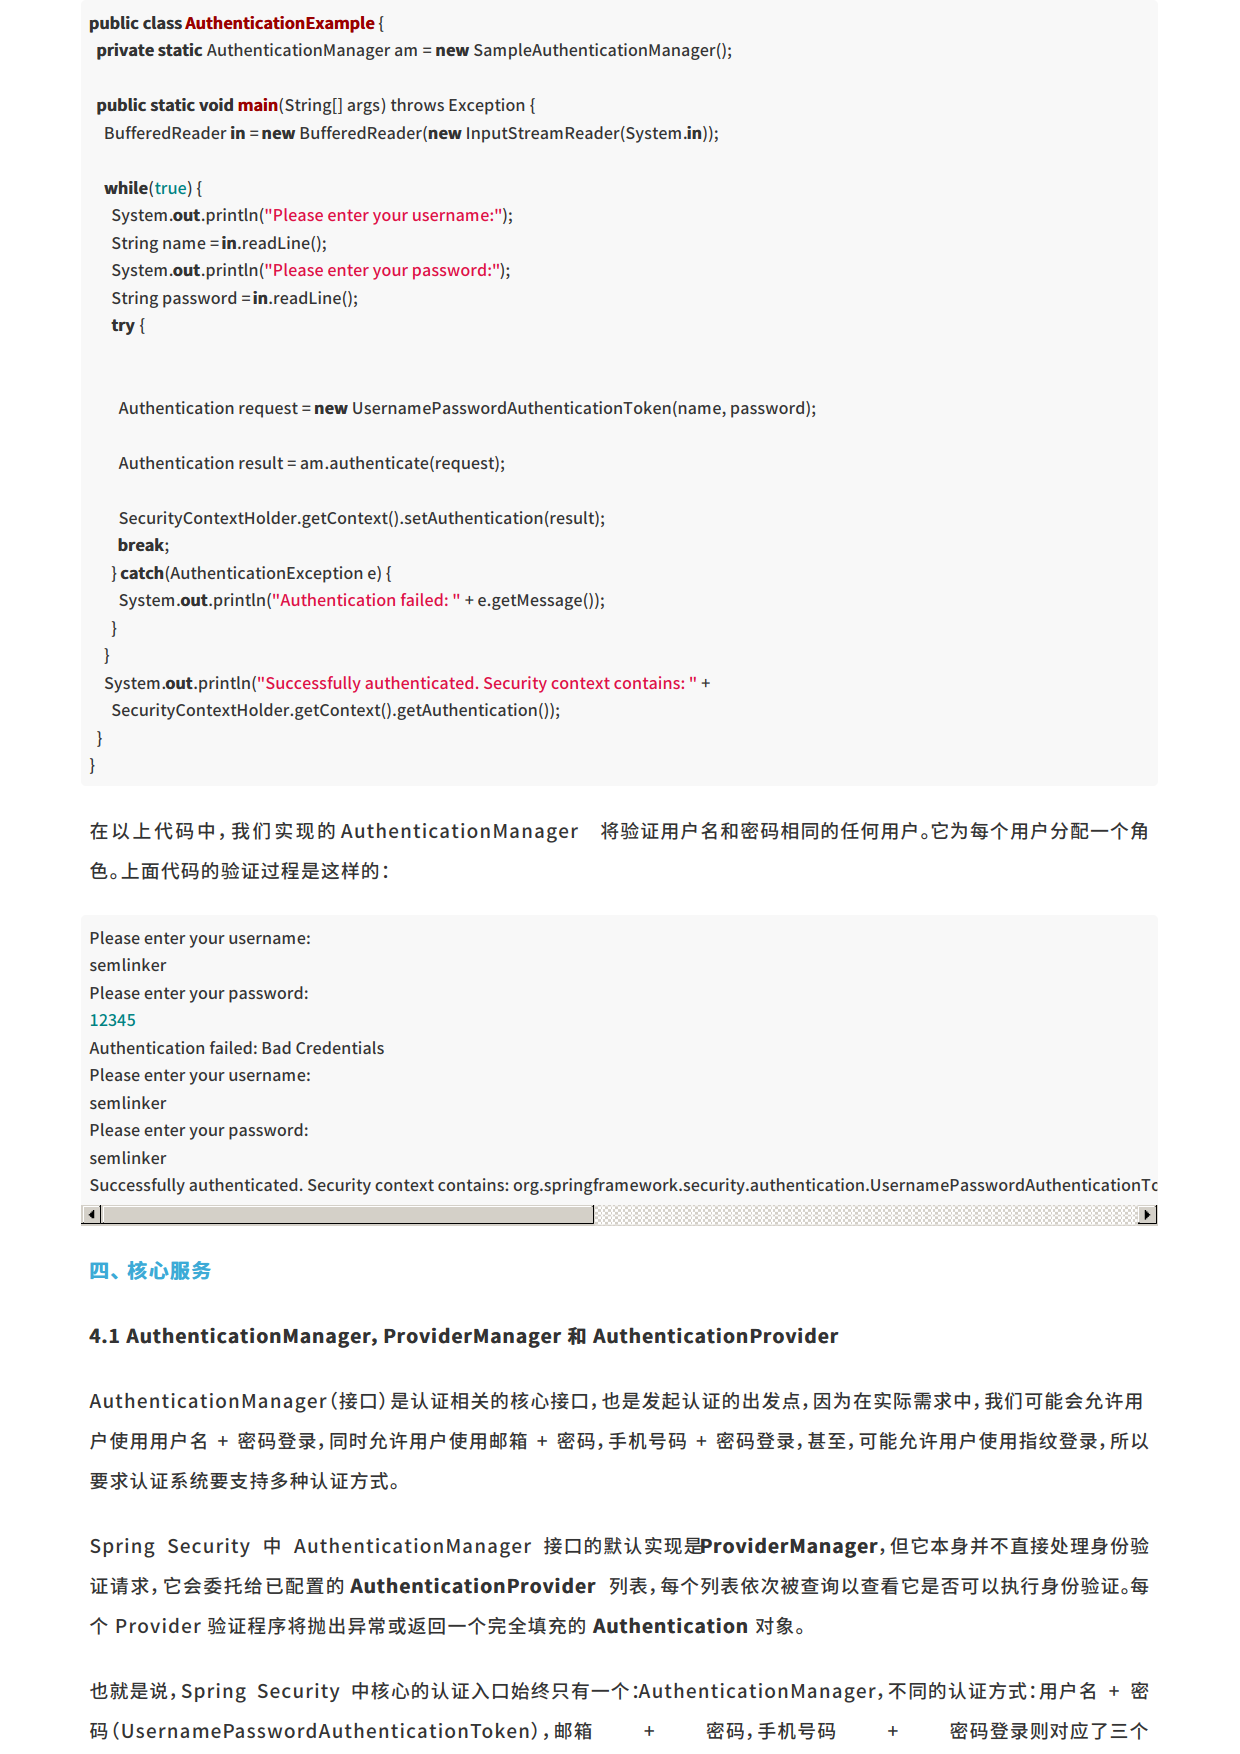 public class AuthenticationExample {
private static AuthenticationManager am = new SampleAuthenticationManager();
public static void main(String[] args) throws Exception {
BufferedReader in = new BufferedReader(new InputStreamReader(System.in));
while(true) {
System.out.println("Please enter your username:");
String name = in.readLine();
System.out.println("Please enter your password:");
String password = in.readLine();
try {
Authentication request = new UsernamePasswordAuthenticationToken(name, password);
Authentication result = am.authenticate(request);
SecurityContextHolder.getContext().setAuthentication(result);
break;
} catch(AuthenticationException e) {
System.out.println("Authentication failed: " + e.getMessage());
}
}
System.out.println("Successfully authenticated. Security context contains: " +
SecurityContextHolder.getContext().getAuthentication());
}
}
在以上代码中，我们实现的 AuthenticationManager 将验证用户名和密码相同的任何用户。它为每个用户分配一个角
色。上面代码的验证过程是这样的：
Please enter your username:
semlinker
Please enter your password:
12345
Authentication failed: Bad Credentials
Please enter your username:
semlinker
Please enter your password:
semlinker
Successfully authenticated. Security context contains: org.springframework.security.authentication.UsernamePasswordAuthenticationTo
四、核心服务
4.1 AuthenticationManager，ProviderManager 和 AuthenticationProvider
AuthenticationManager（接口）是认证相关的核心接口，也是发起认证的出发点，因为在实际需求中，我们可能会允许用
户使用用户名 + 密码登录，同时允许用户使用邮箱 + 密码，手机号码 + 密码登录，甚至，可能允许用户使用指纹登录，所以
要求认证系统要支持多种认证方式。
Spring Security 中 AuthenticationManager 接口的默认实现是ProviderManager，但它本身并不直接处理身份验
证请求，它会委托给已配置的 AuthenticationProvider 列表，每个列表依次被查询以查看它是否可以执行身份验证。每
个 Provider 验证程序将抛出异常或返回一个完全填充的 Authentication 对象。
也就是说，Spring Security 中核心的认证入口始终只有一个：AuthenticationManager，不同的认证方式：用户名 + 密
码（UsernamePasswordAuthenticationToken），邮箱 + 密码，手机号码 + 密码登录则对应了三个